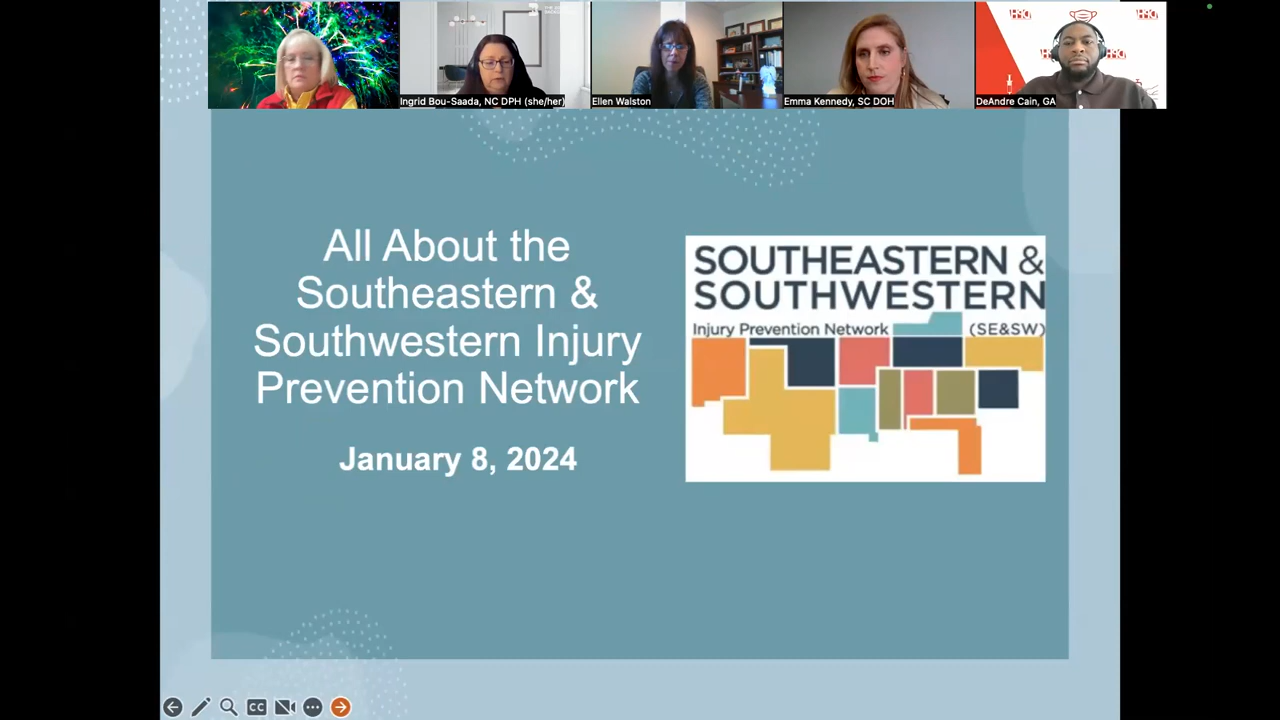 Ingrid Bou-Saada, NC DPH (she/her)
Ellen Walston
Emma Kennedy, SC DOH
DeAndre Cain, GA
All About the
Southeastern &
Southwestern Injury
Prevention Network
January 8, 2024
SOUTHEASTERN &
SOUTHWESTERN
Injury Prevention Network (SE&SW)
CC